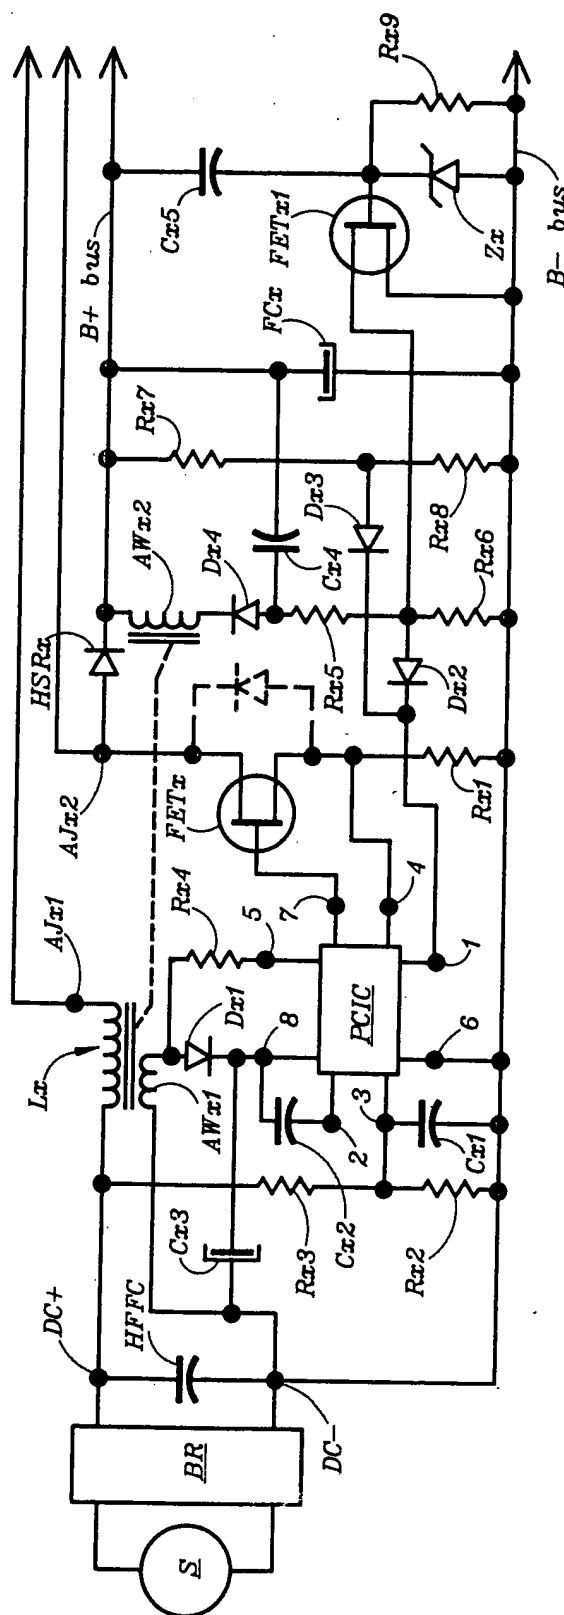 S
BR
DC+
HFFC
DC-
Lx
AJx1
AWx1
Cx3
Dx1
Rx4
Rx3
Cx2
Rx2
Cx1
PCIC
1
2
3
4
5
6
7
8
AJx2
HSRx
FETx
AWx2
Dx4
Rx5
Cx4
Dx3
Rx7
Dx2
Rx1
Rx6
Rx8
FCx
B+ bus
Cx5
FETx1
Zx
Rx9
B- bus